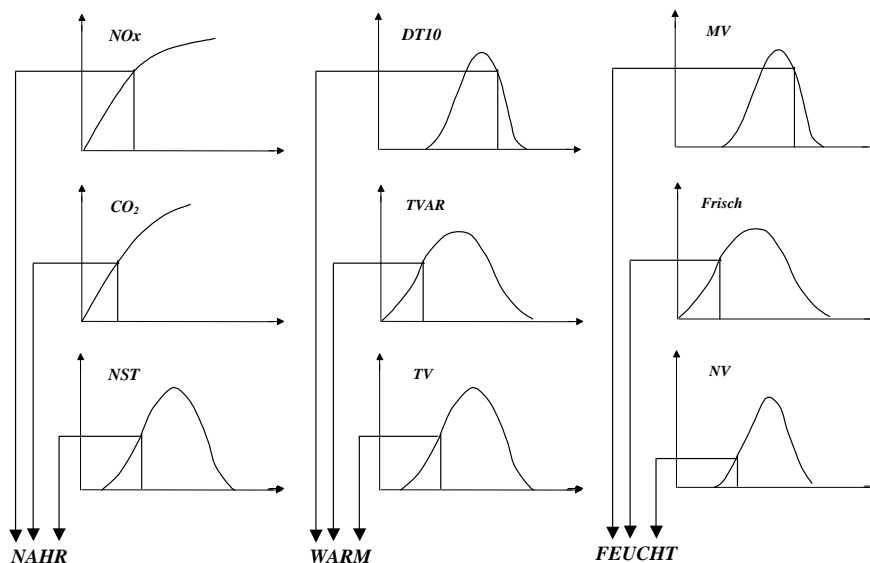 NOx
DT10
MV
CO₂
TVAR
Frisch
NST
TV
NV
NAHR
WARM
FEUCHT